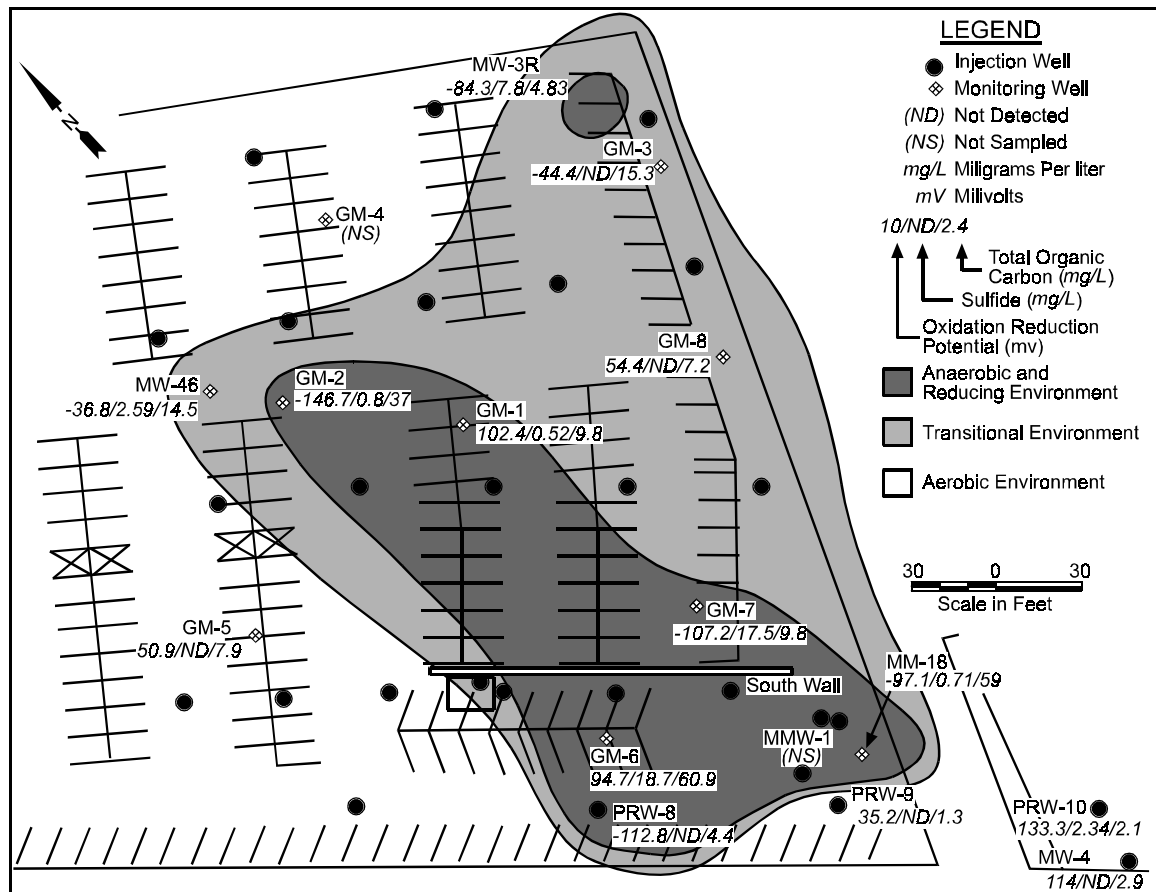 LEGEND
Injection Well
Monitoring Well
(ND) Not Detected
(NS) Not Sampled
mg/L Miligrams Per liter
mV Milivolts
10/ND/2.4
Total Organic
Carbon (mg/L)
Sulfide (mg/L)
Oxidation Reduction
Potential (mv)
Anaerobic and
Reducing Environment
Transitional Environment
Aerobic Environment
30 0 30
Scale in Feet
N
MW-3R
-84.3/7.8/4.83
GM-3
-44.4/ND/15.3
GM-4
(NS)
GM-8
54.4/ND/7.2
MW-46
-36.8/2.59/14.5
GM-2
-146.7/0.8/37
GM-1
102.4/0.52/9.8
GM-7
-107.2/17.5/9.8
GM-5
50.9/ND/7.9
MM-18
-97.1/0.71/59
South Wall
MMW-1
(NS)
GM-6
94.7/18.7/60.9
PRW-8
-112.8/ND/4.4
PRW-9
35.2/ND/1.3
PRW-10
133.3/2.34/2.1
MW-4
114/ND/2.9